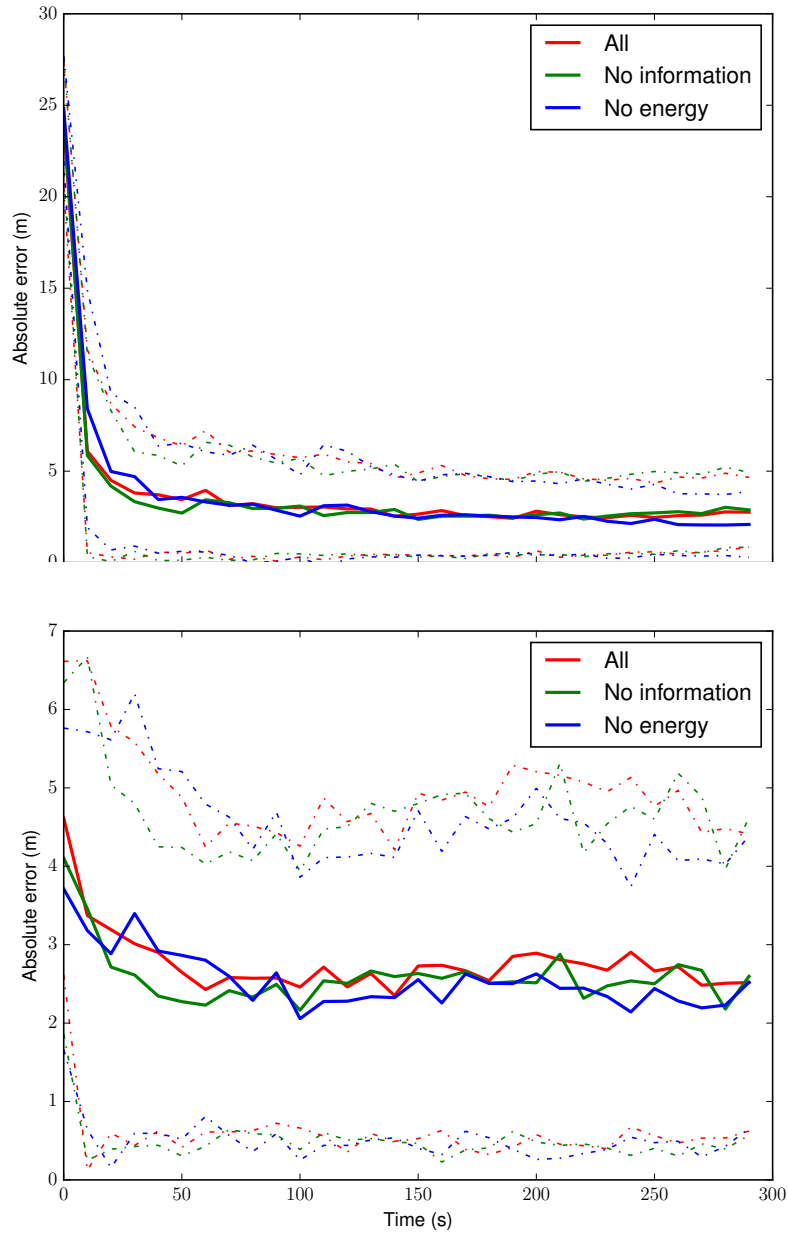 30
25
20
15
10
5
0
Absolute error (m)
All
No information
No energy
7
6
5
4
3
2
1
0
Absolute error (m)
All
No information
No energy
0 50 100 150 200 250 300
Time (s)